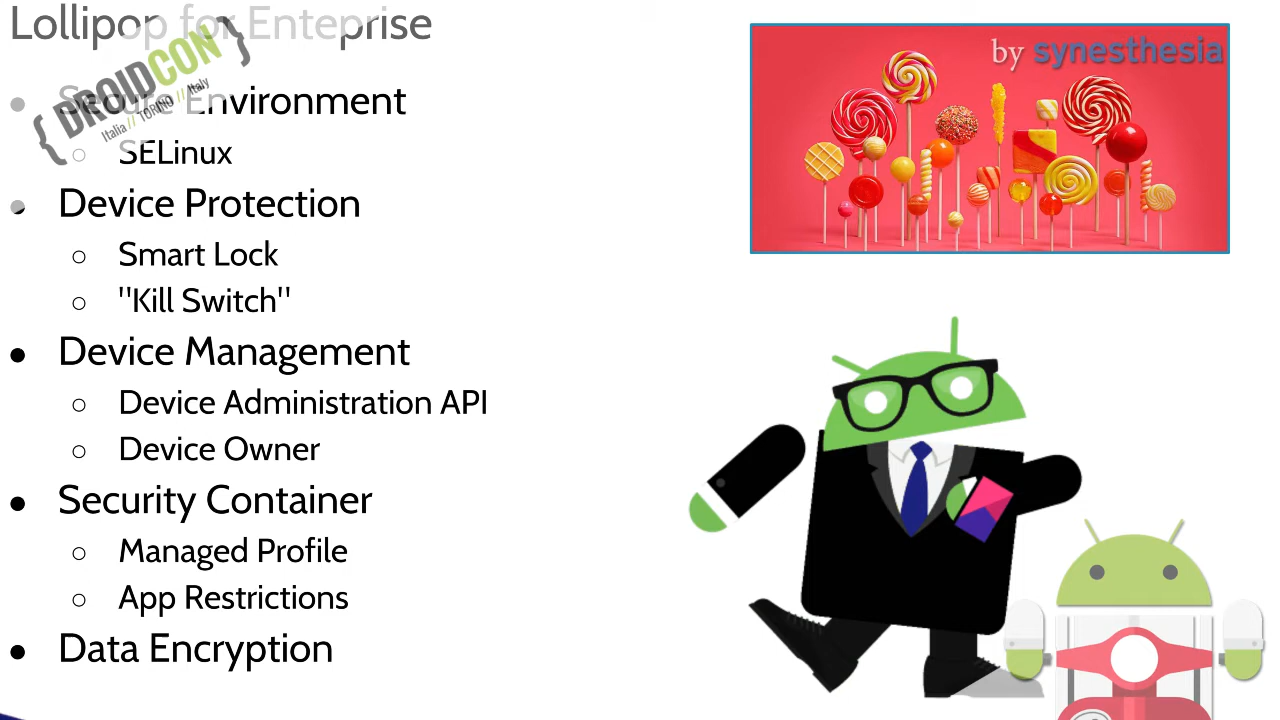 Lollipop for Enteprise
{ DROIDCON }
Italia // TORINO // Italy
by synesthesia
• Secure Environment
○ SELinux
• Device Protection
○ Smart Lock
○ "Kill Switch"
• Device Management
○ Device Administration API
○ Device Owner
• Security Container
○ Managed Profile
○ App Restrictions
• Data Encryption